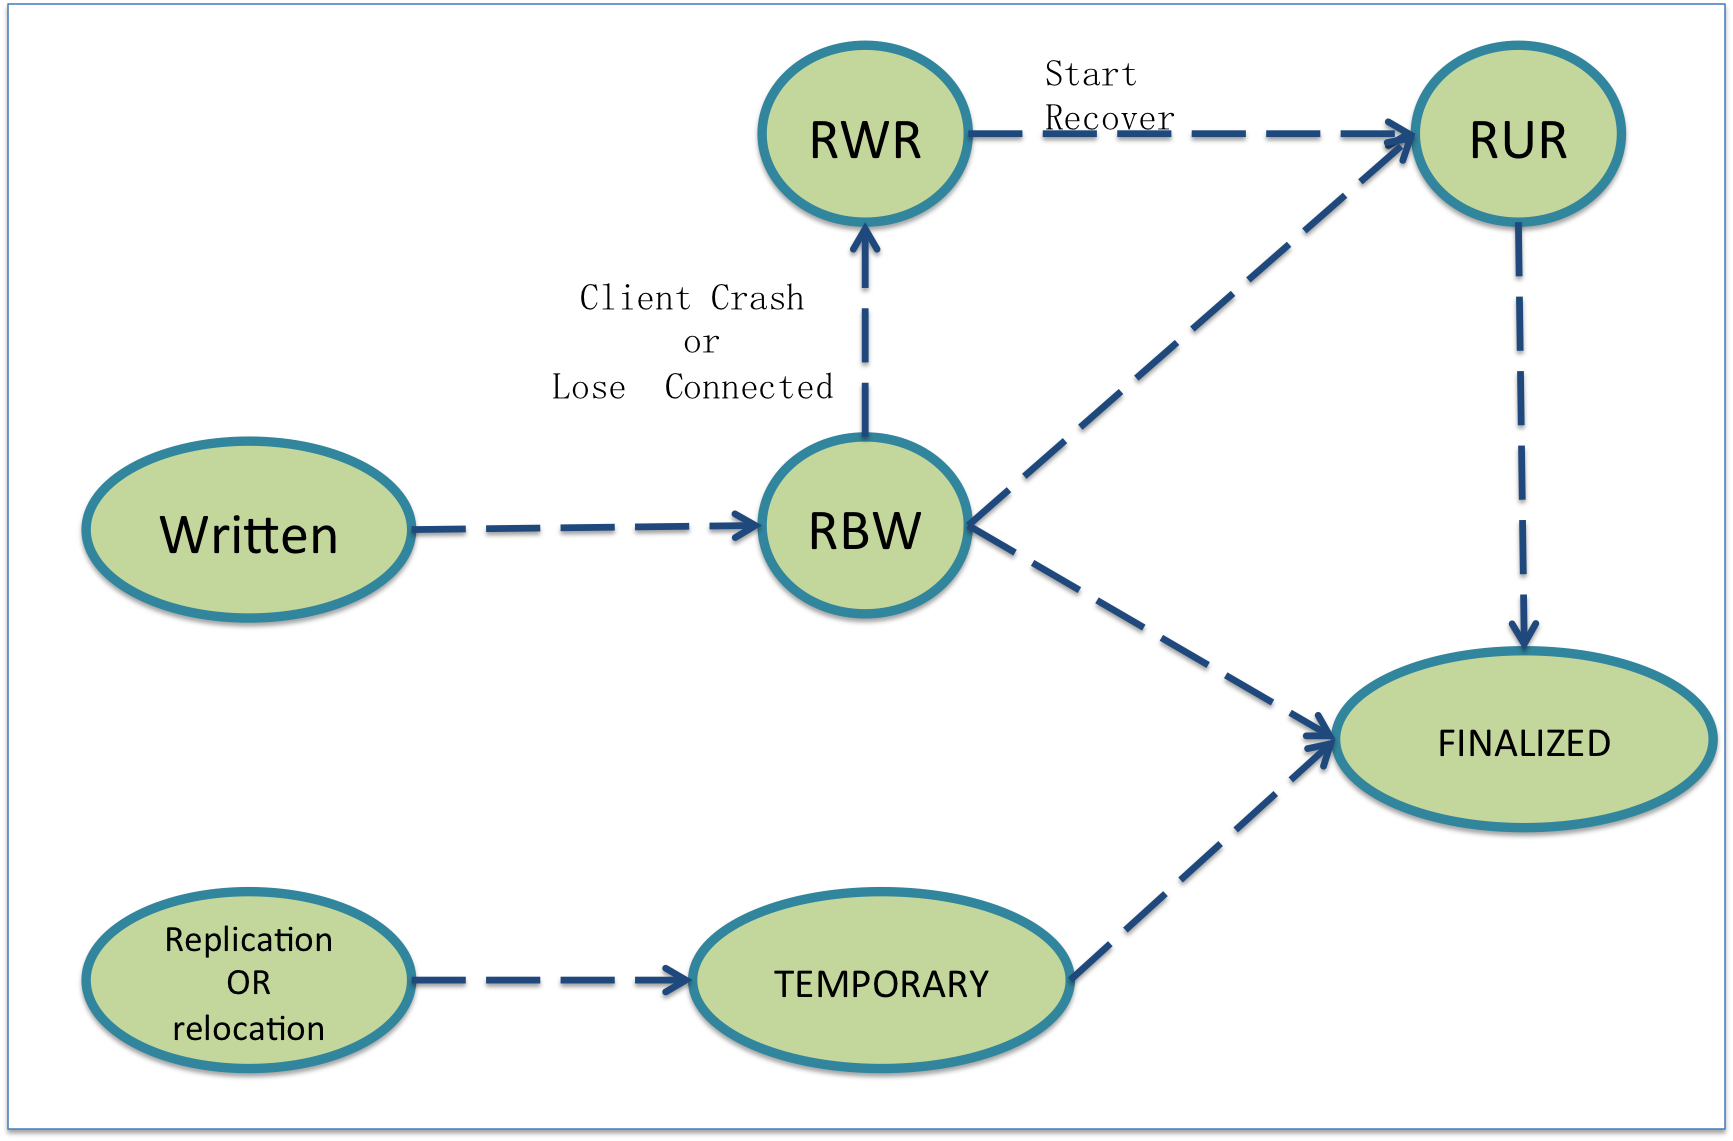 RWR
Start
Recover
RUR
Client Crash
or
Lose Connected
Written
RBW
FINALIZED
Replication
OR
relocation
TEMPORARY